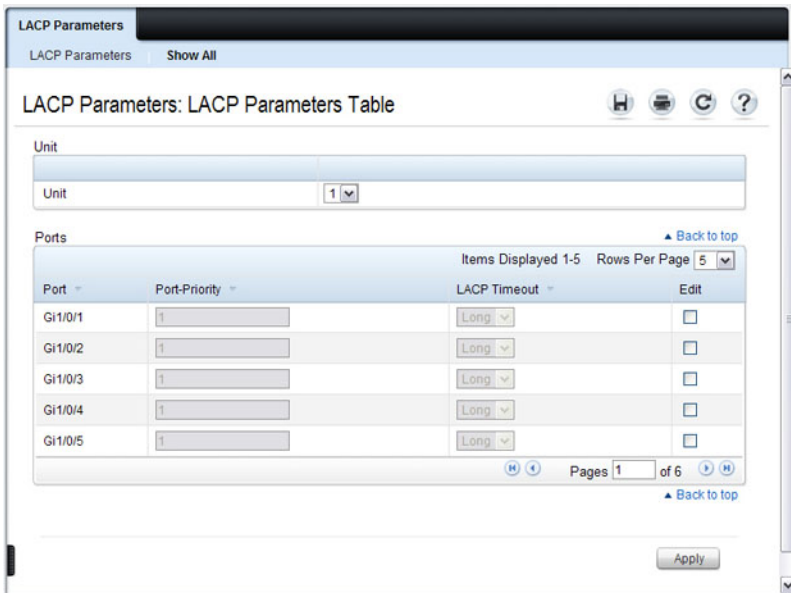 LACP Parameters
LACP Parameters Show All
LACP Parameters: LACP Parameters Table
Unit
Unit 1
Ports Back to top
Items Displayed 1-5 Rows Per Page 5
Port Port-Priority LACP Timeout Edit
Gi1/0/1 1 Long
Gi1/0/2 1 Long
Gi1/0/3 1 Long
Gi1/0/4 1 Long
Gi1/0/5 1 Long
Pages 1 of 6
Back to top
Apply